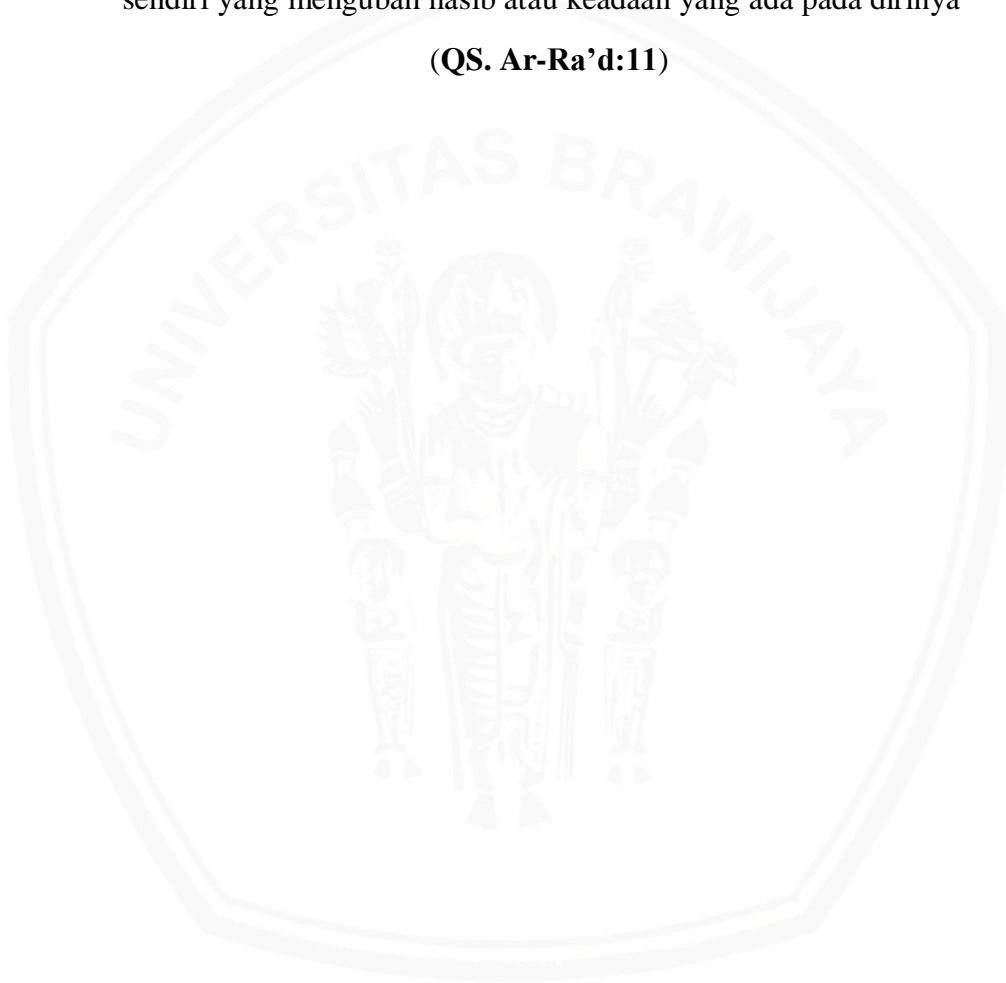 sendiri yang mengubah nasib atau keadaan yang ada pada dirinya
(QS. Ar-Ra’d:11)
UNIVERSITAS BRAWIJAYA